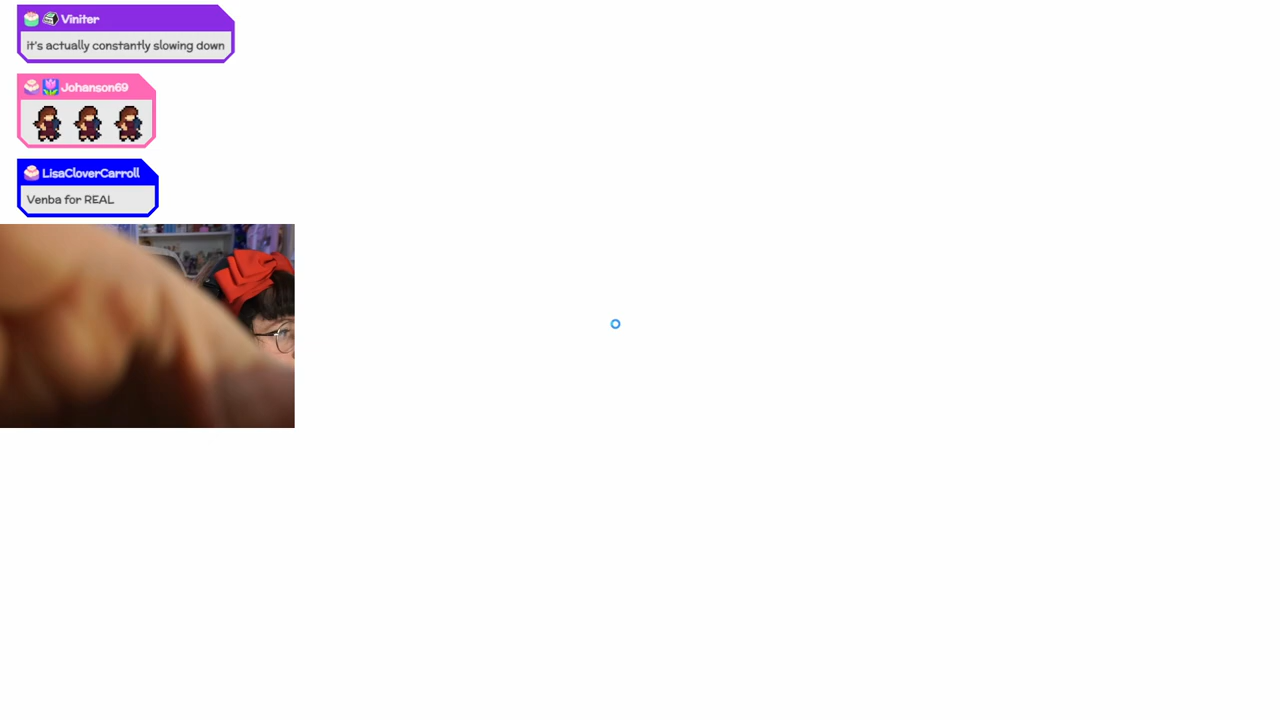 Viniter
it's actually constantly slowing down
Johanson69
LisaCloverCarroll
Venba for REAL